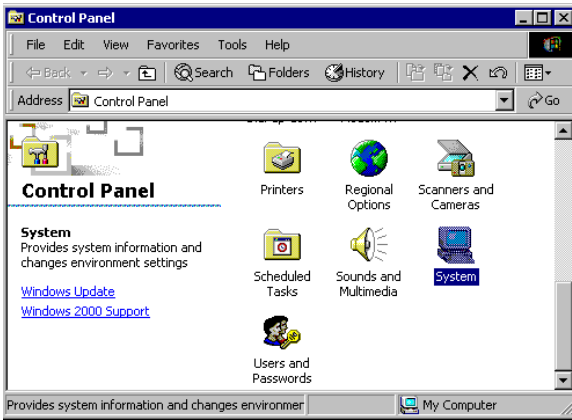 Control Panel
File Edit View Favorites Tools Help
Back Search Folders History
Address Control Panel Go
Control Panel
System
Provides system information and
changes environment settings
Windows Update
Windows 2000 Support
Printers
Regional
Options
Scanners and
Cameras
Scheduled
Tasks
Sounds and
Multimedia
System
Users and
Passwords
Provides system information and changes environmer
My Computer